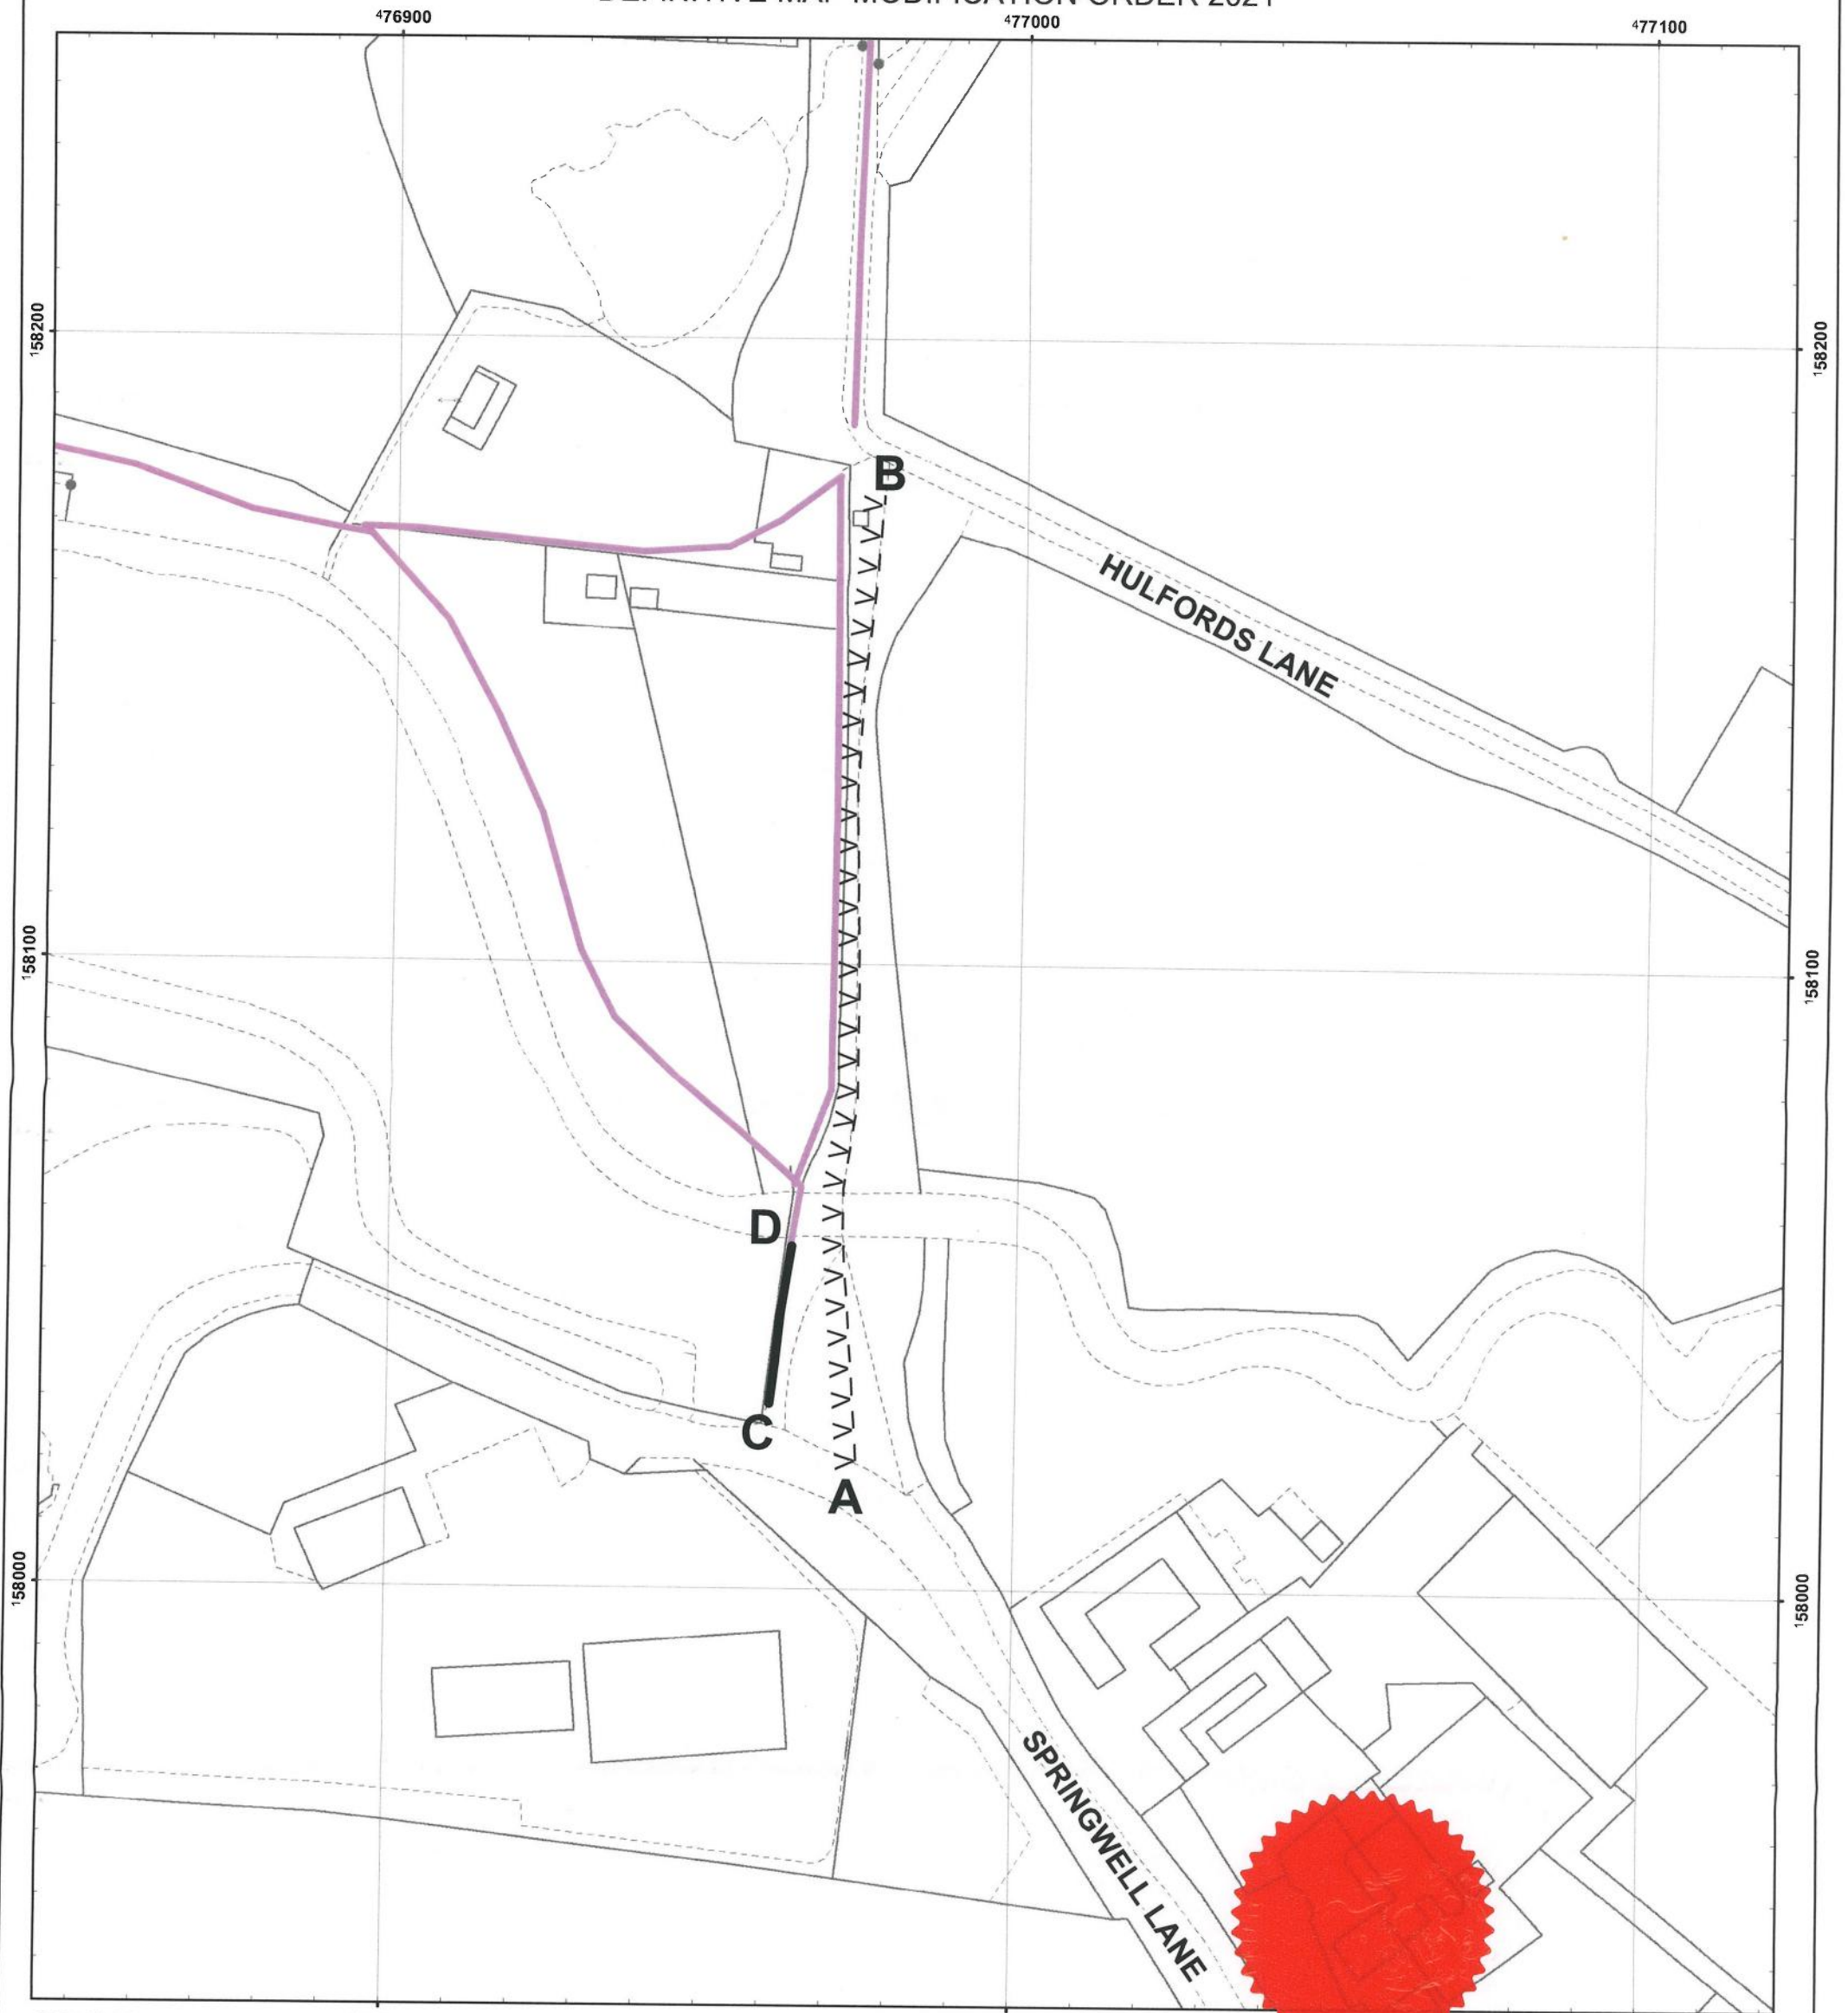 DEFINITIVE MAP MODIFICATION ORDER 2021
476900
477000
477100
158200
158200
B
HULFORDS LANE
158100
158100
D
C
A
158000
158000
SPRINGWELL LANE